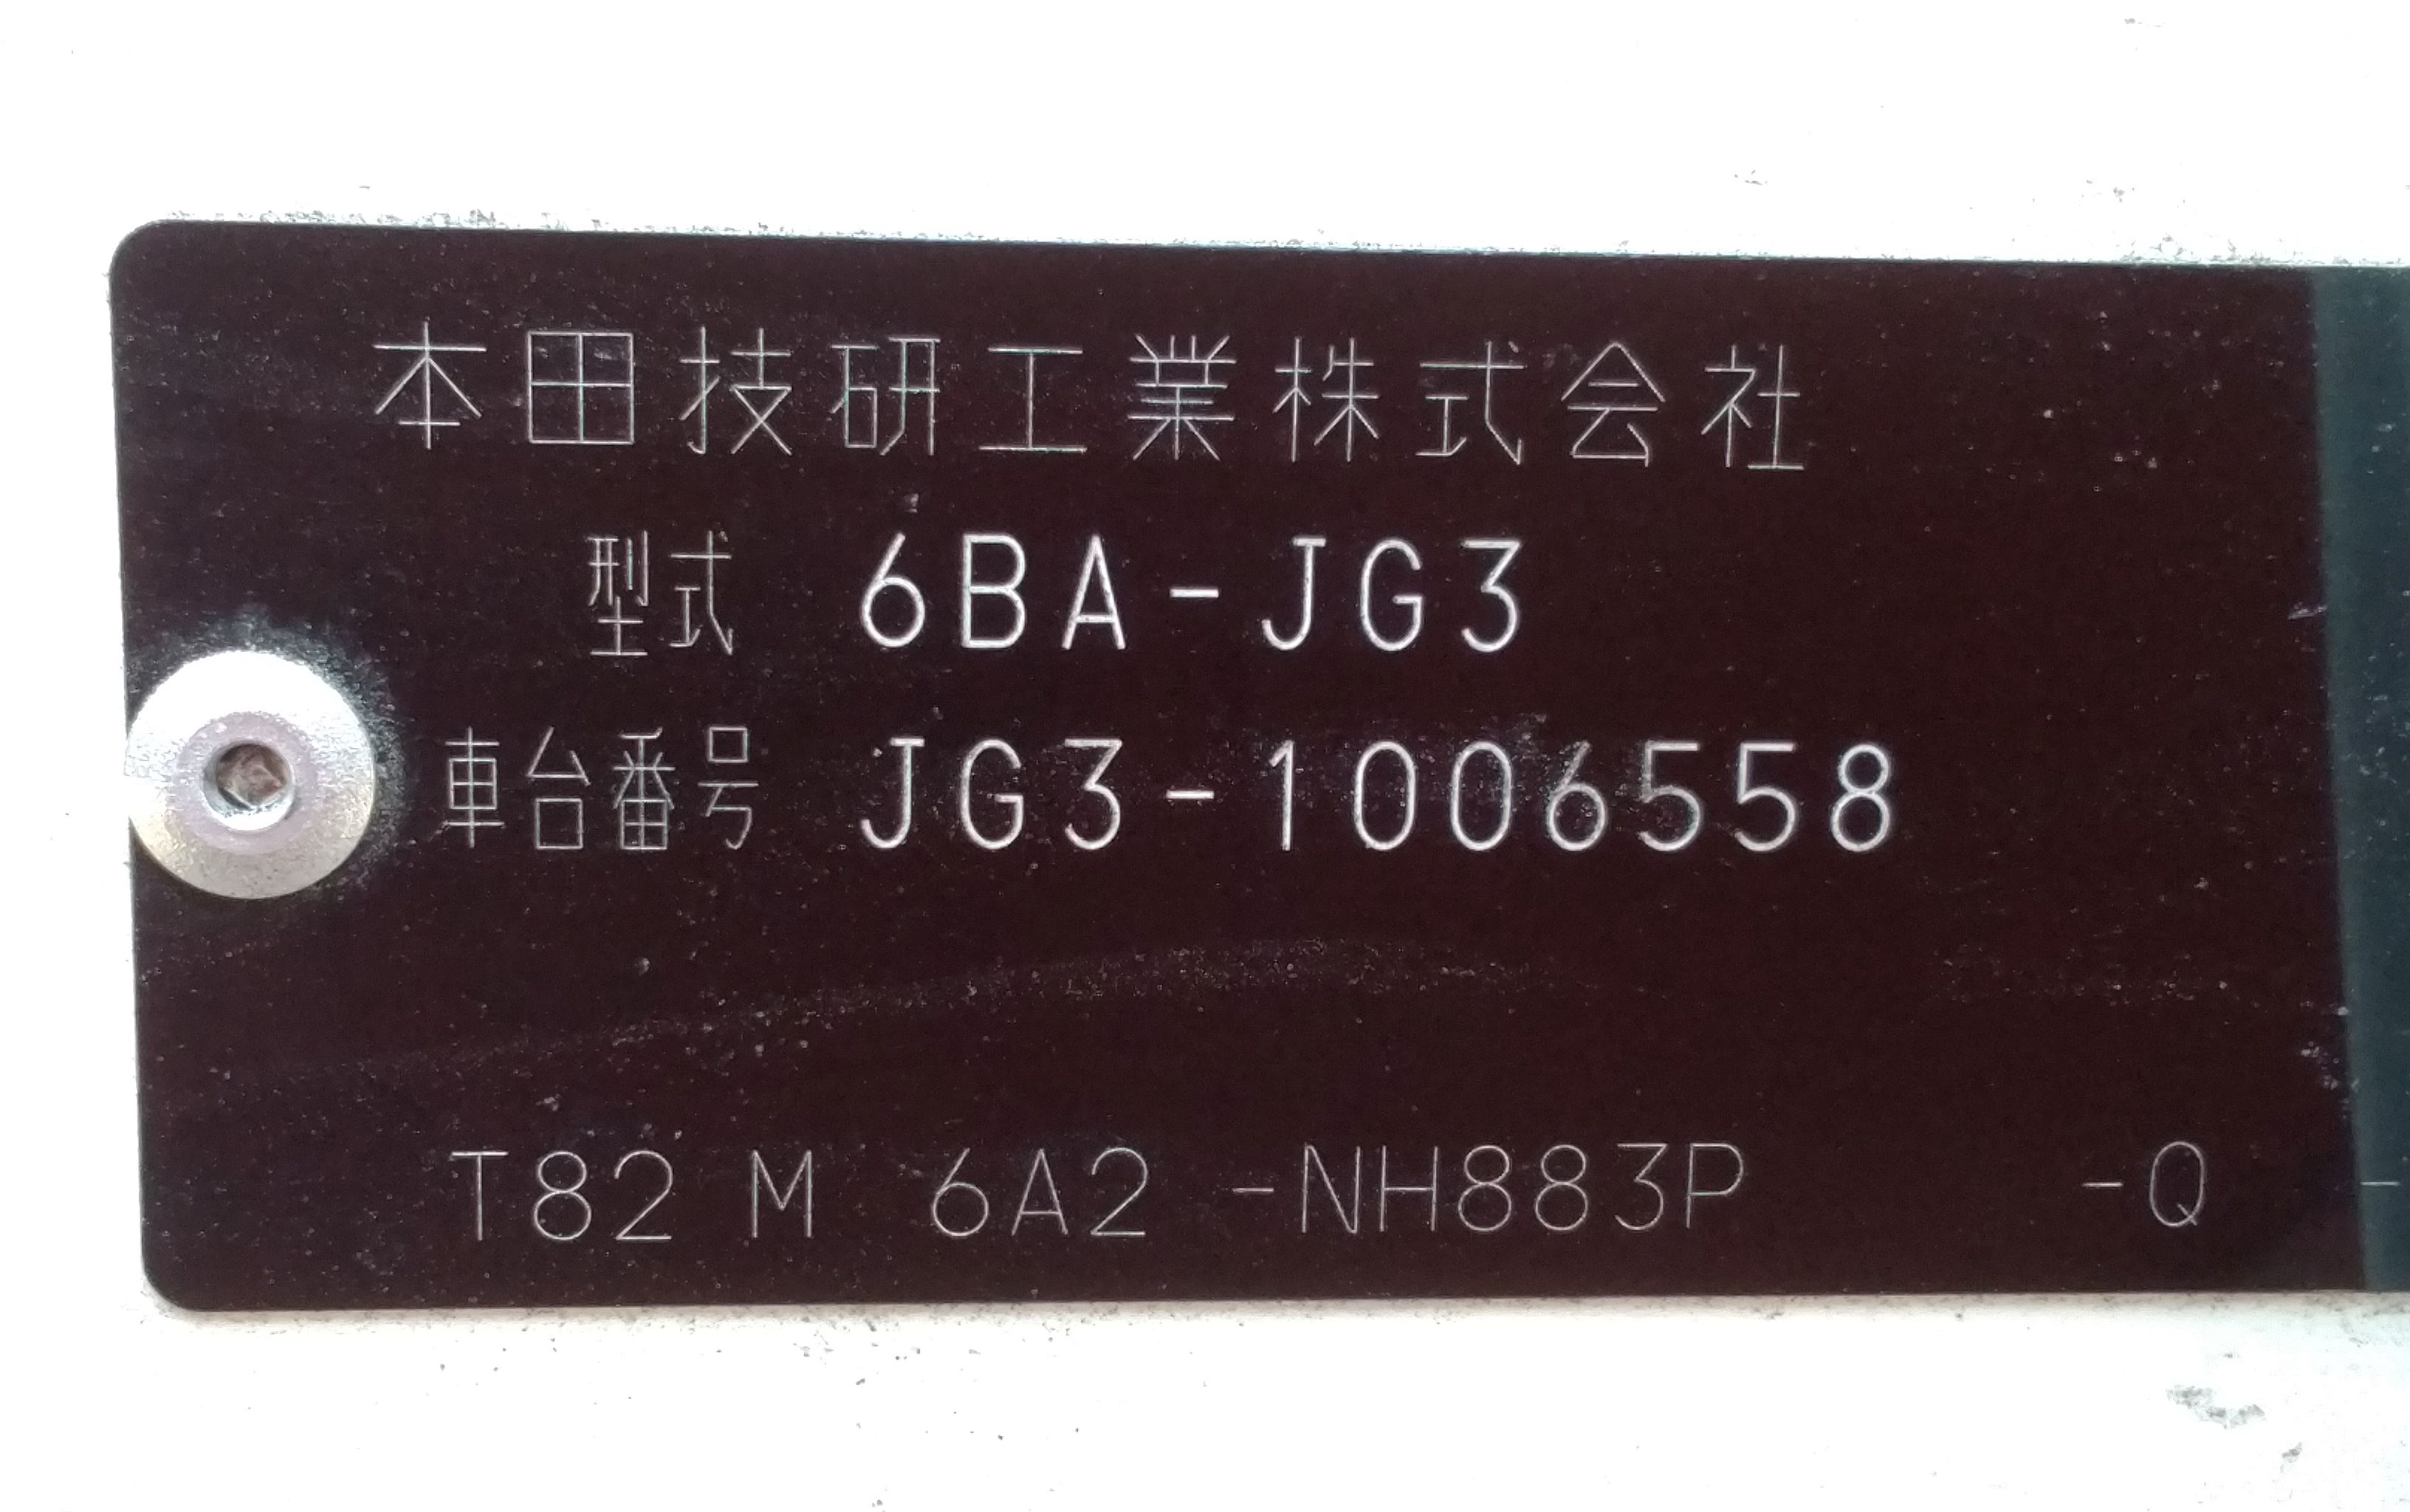 本田技研工業株式会社
型式 6BA-JG3
車台番号 JG3-1006558
T82 M 6A2 -NH883P -Q -